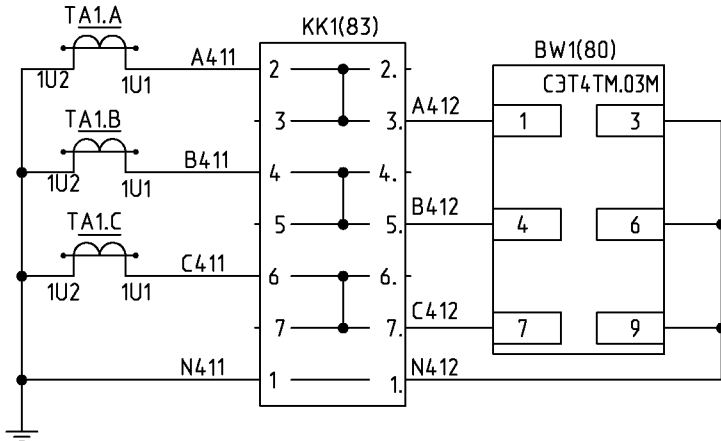 TA1.A
KK1(83)
1U2
1U1
A411
2
2.
BW1(80)
СЭТ4ТМ.03М
TA1.B
3
3.
A412
1
3
1U2
1U1
B411
4
4.
TA1.C
5
5.
B412
4
6
1U2
1U1
C411
6
6.
7
7.
C412
7
9
N411
1
1.
N412